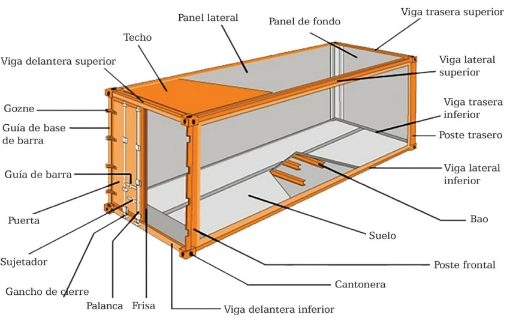 Viga trasera superior
Panel lateral
Panel de fondo
Techo
Viga delantera superior
Viga lateral
superior
Gozne
Viga trasera
inferior
Guía de base
de barra
Poste trasero
Guía de barra
Viga lateral
inferior
Puerta
Bao
Suelo
Sujetador
Poste frontal
Gancho de cierre
Cantonera
Palanca
Frisa
Viga delantera inferior